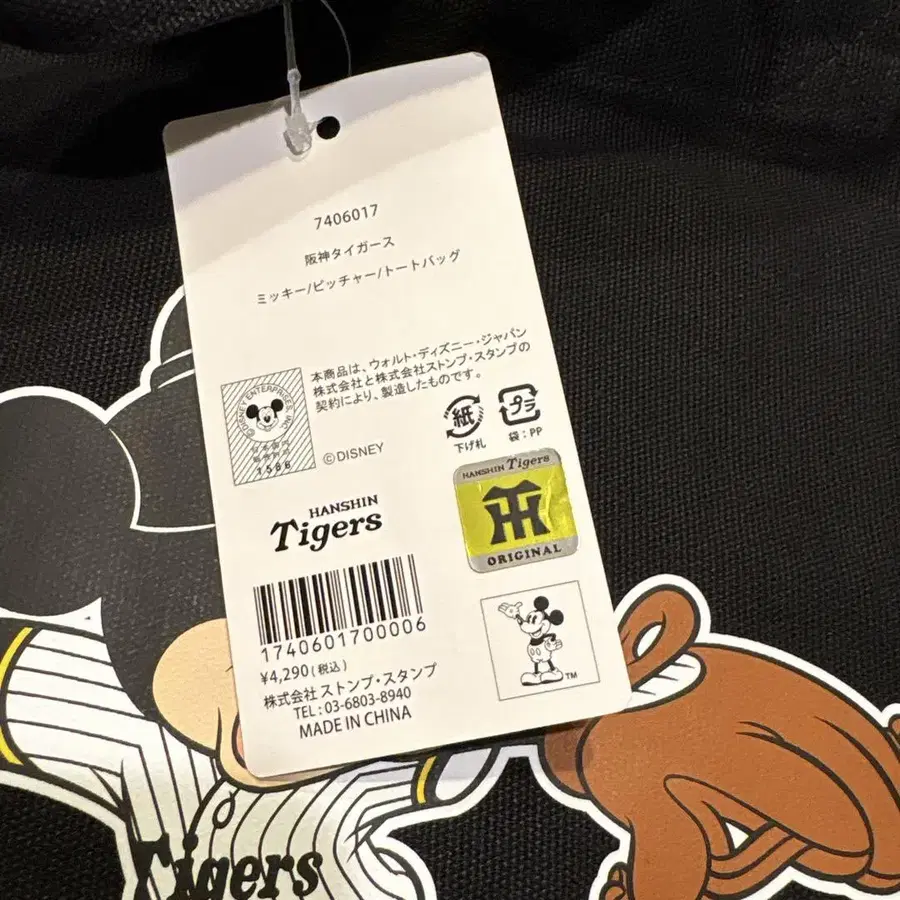 7406017
阪神タイガース
ミッキー/ピッチャー/トートバッグ
本商品は、ウォルト・ディズニー・ジャパン
株式会社と株式会社ストンプ・スタンプの
契約により、製造したものです。
©DISNEY ENTERPRISES, INC.
1586
©DISNEY
紙
下げ札
プラ
袋:PP
HANSHIN Tigers
TH
ORIGINAL
HANSHIN
Tigers
1740601700006
¥4,290(税込)
株式会社 ストンプ・スタンプ
TEL:03-6803-8940
MADE IN CHINA
TM
Tigers